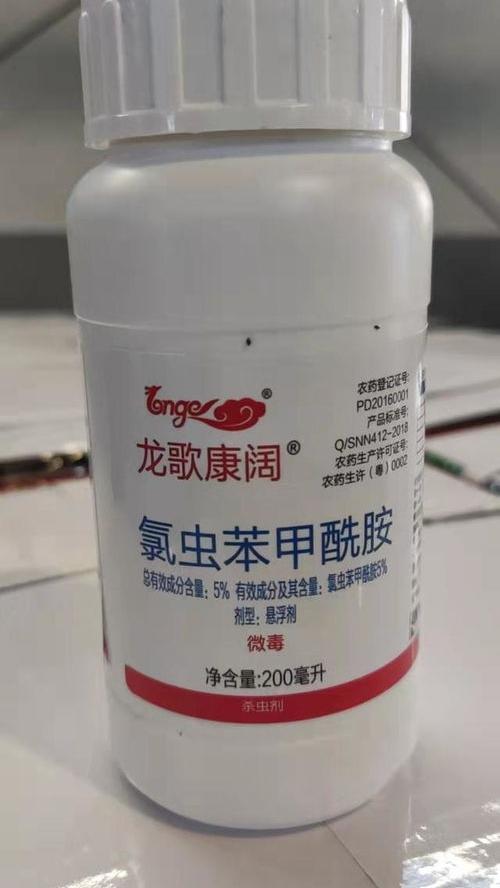 Longe®
龙歌康阔®
农药登记证号:
PD20160001
产品标准号:
Q/SNN412-2018
农药生产许可证号:
农药生许（粤）0002
氯虫苯甲酰胺
总有效成分含量：5% 有效成分及其含量：氯虫苯甲酰胺5%
剂型：悬浮剂
微毒
净含量:200毫升
杀虫剂